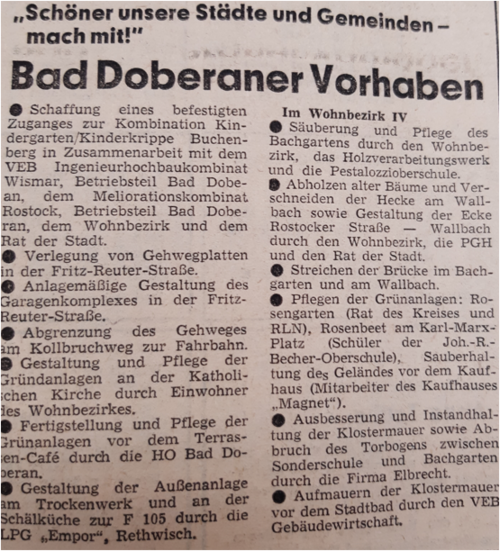 „Schöner unsere Städte und Gemeinden –
mach mit!"
Bad Doberaner Vorhaben
● Schaffung eines befestigten
Zuganges zur Kombination Kin-
dergarten/Kinderkrippe Buchen-
berg in Zusammenarbeit mit dem
VEB Ingenieurhochbaukombinat
Wismar, Betriebsteil Bad Dobe-
an, dem Meliorationskombinat
Rostock, Betriebsteil Bad Dobe-
ran, dem Wohnbezirk und dem
Rat der Stadt.
● Verlegung von Gehwegplatten
in der Fritz-Reuter-Straße.
● Anlagemäßige Gestaltung des
Garagenkomplexes in der Fritz-
Reuter-Straße.
● Abgrenzung des Gehweges
am Kollbruchweg zur Fahrbahn.
● Gestaltung und Pflege der
Gründanlagen an der Katholi-
schen Kirche durch Einwohner
des Wohnbezirkes.
● Fertigstellung und Pflege der
Grünanlagen vor dem Terras-
sen-Café durch die HO Bad Do-
beran.
● Gestaltung der Außenanlage
am Trockenwerk und an der
Schälküche zur F 105 durch die
LPG „Empor", Rethwisch.
Im Wohnbezirk IV
● Säuberung und Pflege des
Bachgartens durch den Wohnbe-
zirk, das Holzverarbeitungswerk
und die Pestalozzioberschule.
● Abholzen alter Bäume und Ver-
schneiden der Hecke am Wall-
bach sowie Gestaltung der Ecke
Rostocker Straße — Wallbach
durch den Wohnbezirk, die PGH
und den Rat der Stadt.
● Streichen der Brücke im Bach-
garten und am Wallbach.
● Pflegen der Grünanlagen: Ro-
sengarten (Rat des Kreises und
RLN), Rosenbeet am Karl-Marx-
Platz (Schüler der Joh.-R.-
Becher-Oberschule), Sauberhal-
tung des Geländes vor dem Kauf-
haus (Mitarbeiter des Kaufhauses
„Magnet").
● Ausbesserung und Instandhal-
tung der Klostermauer sowie Ab-
bruch des Torbogens zwischen
Sonderschule und Bachgarten
durch die Firma Elbrecht.
● Aufmauern der Klostermauer
vor dem Stadtbad durch den VEB
Gebäudewirtschaft.